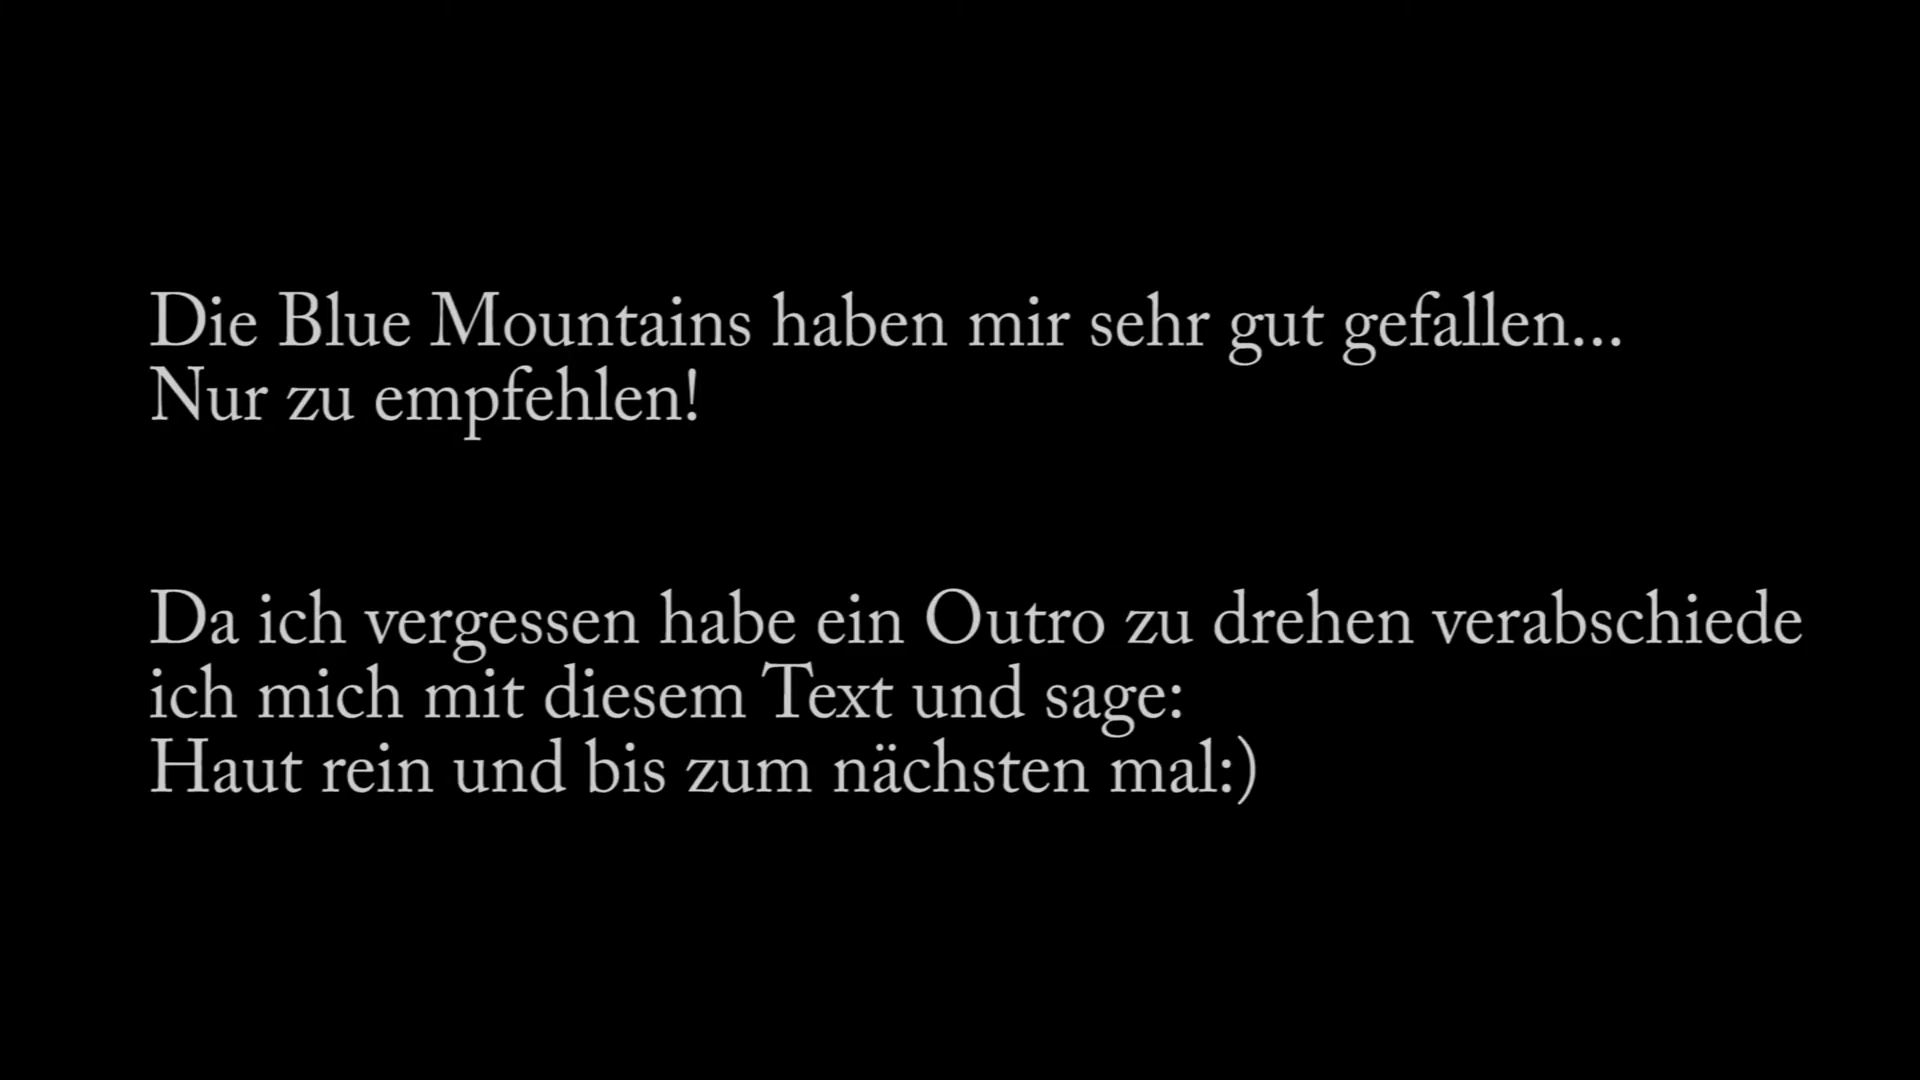 Die Blue Mountains haben mir sehr gut gefallen...
Nur zu empfehlen!
Da ich vergessen habe ein Outro zu drehen verabschiede
ich mich mit diesem Text und sage:
Haut rein und bis zum nächsten mal:)